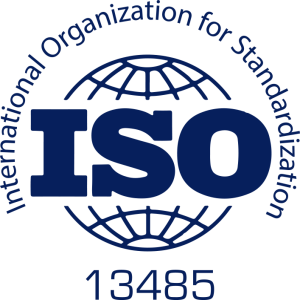 International Organization for Standardization
ISO
13485